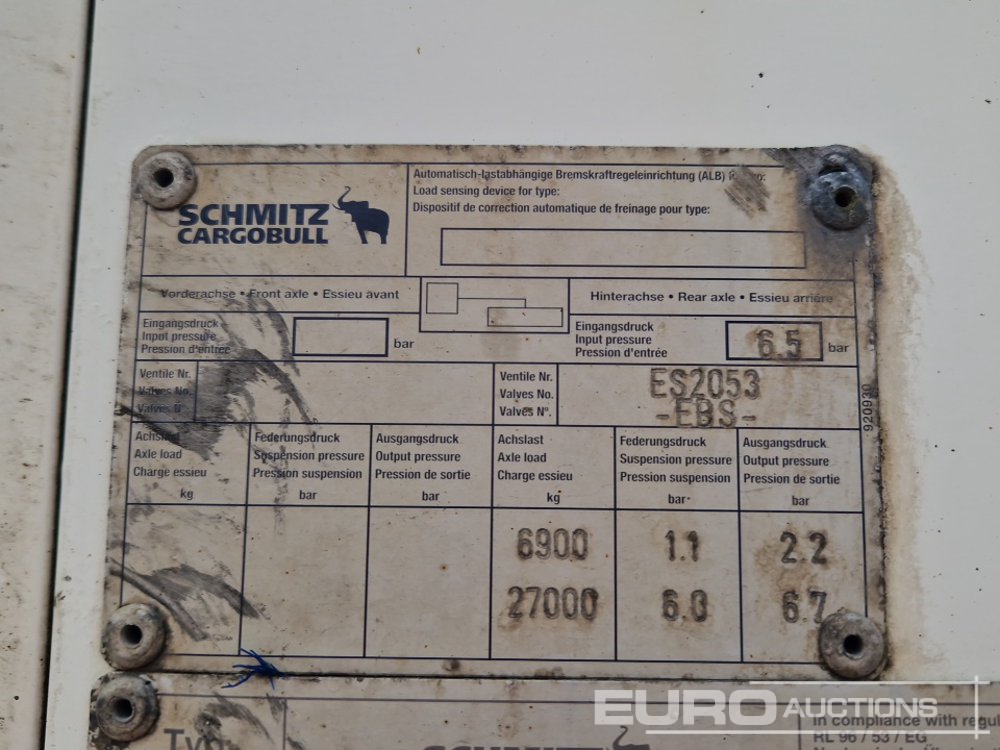 SCHMITZ
CARGOBULL
Automatisch-lastabhängige Bremskraftregeleinrichtung (ALB)
Load sensing device for type:
Dispositif de correction automatique de freinage pour type:
Vorderachse • Front axle • Essieu avant
Hinterachse • Rear axle • Essieu arrière
Eingangsdruck
Input pressure
Pression d'entrée
bar
Eingangsdruck
Input pressure
Pression d'entrée
6.5 bar
Ventile Nr.
Valves No.
Valves N°.
Ventile Nr.
Valves No.
Valves N°.
ES2053
-EBS-
920930
Achslast
Axle load
Charge essieu
kg
Federungsdruck
Suspension pressure
Pression suspension
bar
Ausgangsdruck
Output pressure
Pression de sortie
bar
Achslast
Axle load
Charge essieu
kg
Federungsdruck
Suspension pressure
Pression suspension
bar
Ausgangsdruck
Output pressure
Pression de sortie
bar
6900 1.1 2.2
27000 6.0 6.7
SCHMITZ
In compliance with
RL 96 / 53 / EG
EURO AUCTIONS